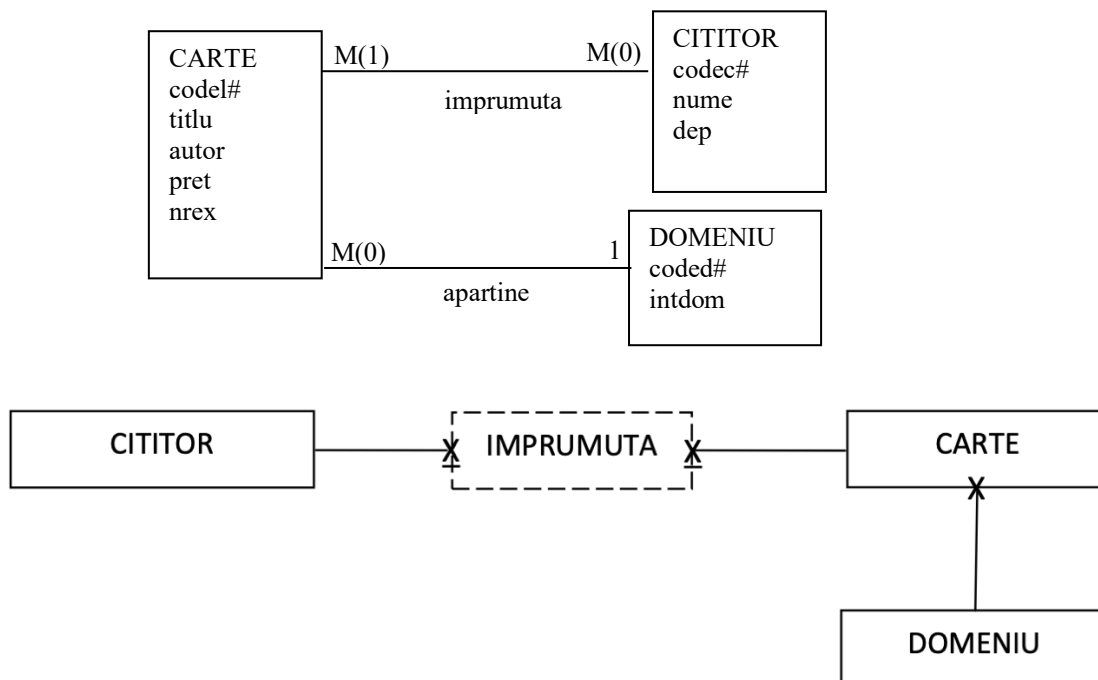 CARTE
codel#
titlu
autor
pret
nrex
M(1)
M(0)
imprumuta
CITITOR
codec#
nume
dep
M(0)
1
apartine
DOMENIU
coded#
intdom
CITITOR
X
IMPRUMUTA
X
CARTE
X
DOMENIU